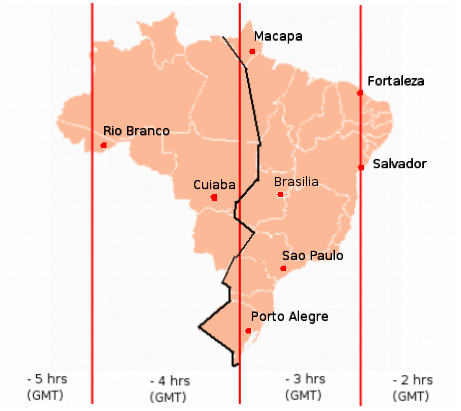 Macapa
Fortaleza
Rio Branco
Salvador
Cuiaba
Brasilia
Sao Paulo
Porto Alegre
- 5 hrs
(GMT)
- 4 hrs
(GMT)
- 3 hrs
(GMT)
- 2 hrs
(GMT)